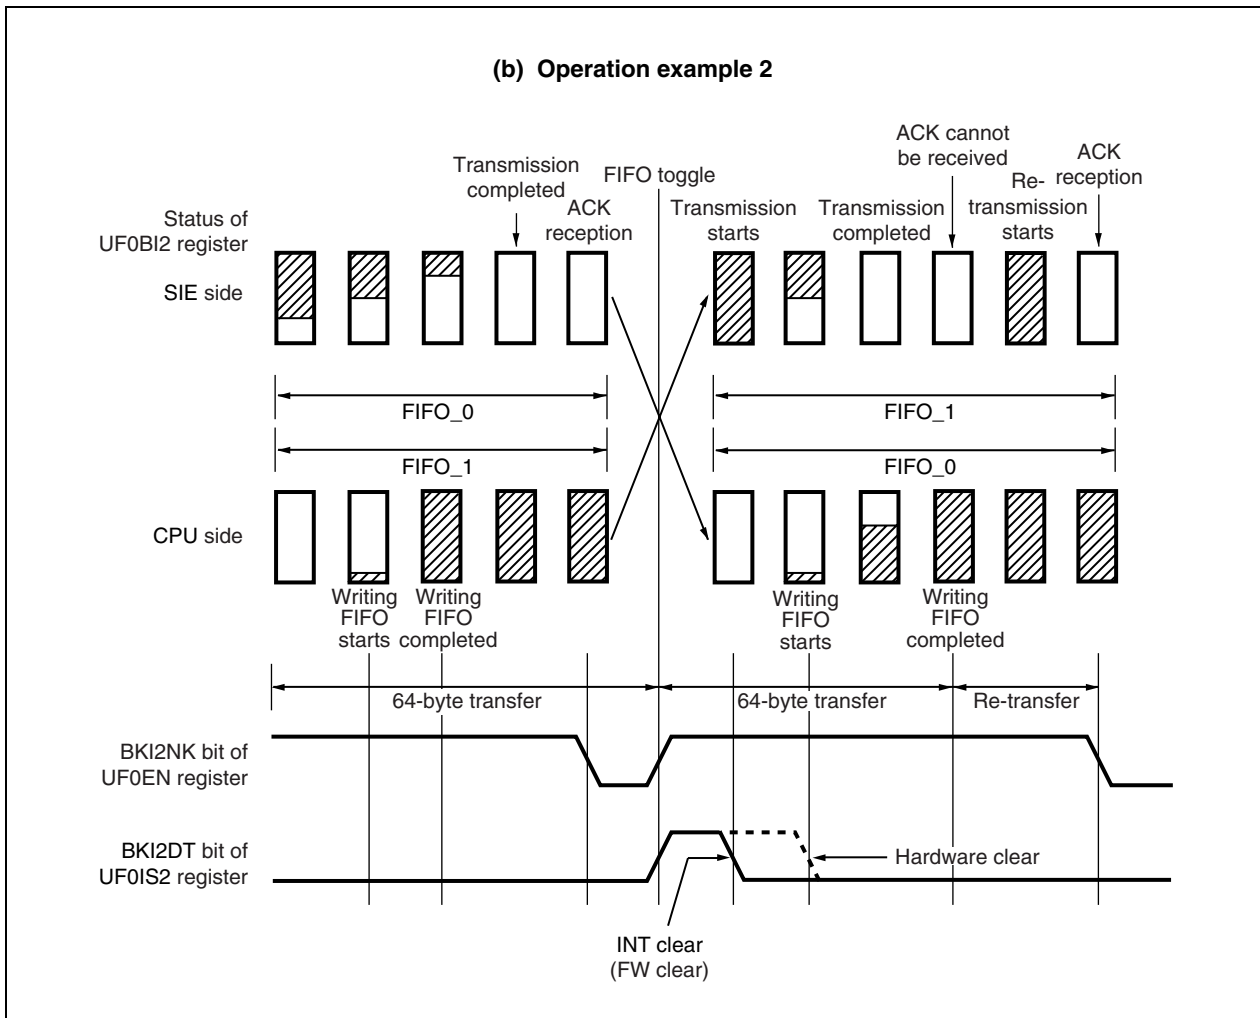 (b) Operation example 2
Status of
UF0BI2 register
SIE side
Transmission
completed
ACK
reception
FIFO toggle
Transmission
starts
Transmission
completed
ACK cannot
be received
Re-
transmission
starts
ACK
reception
FIFO_0
FIFO_1
FIFO_1
FIFO_0
CPU side
Writing
FIFO
starts
Writing
FIFO
completed
Writing
FIFO
starts
Writing
FIFO
completed
64-byte transfer
64-byte transfer
Re-transfer
BKI2NK bit of
UF0EN register
BKI2DT bit of
UF0IS2 register
Hardware clear
INT clear
(FW clear)